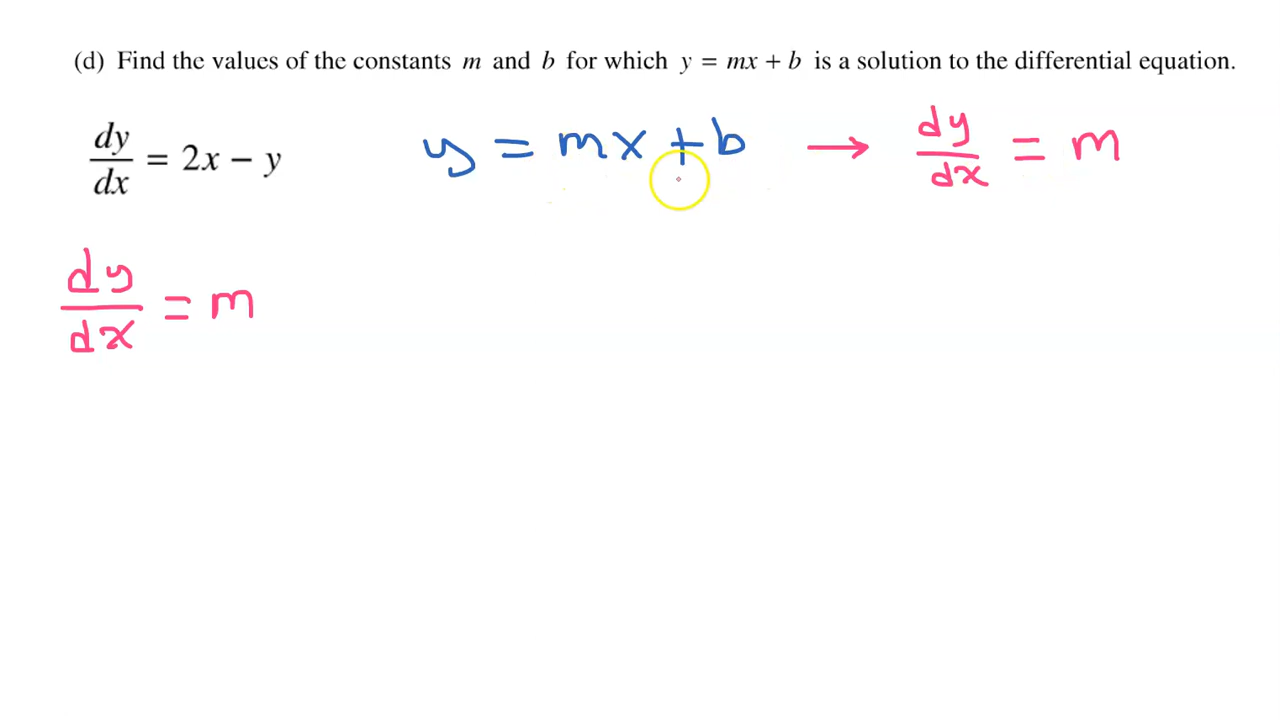 (d) Find the values of the constants m and b for which y = mx + b is a solution to the differential equation.
dy/dx = 2x − y
y = mx + b → dy/dx = m
dy/dx = m